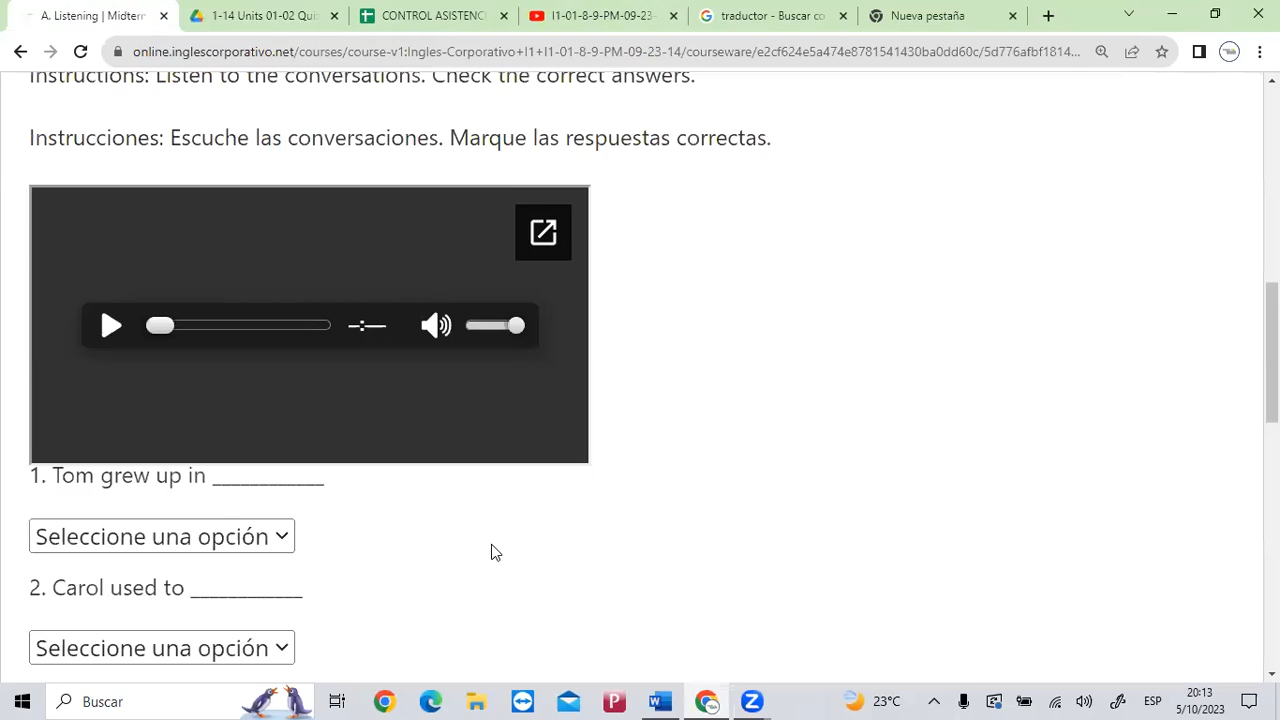 A. Listening | Midterm
1-14 Units 01-02 Qui
CONTROL ASISTENC
I1-01-8-9-PM-09-23-
traductor - Buscar co
Nueva pestaña
online.inglescorporativo.net/courses/course-v1:Ingles-Corporativo+I1+I1-01-8-9-PM-09-23-14/courseware/e2cf624e5a474e8781541430ba0dd60c/5d776afbf1814...
Instructions: Listen to the conversations. Check the correct answers.
Instrucciones: Escuche las conversaciones. Marque las respuestas correctas.
--:--
1. Tom grew up in ____________
Seleccione una opción
2. Carol used to ____________
Seleccione una opción
Buscar
23°C
ESP
20:13
5/10/2023